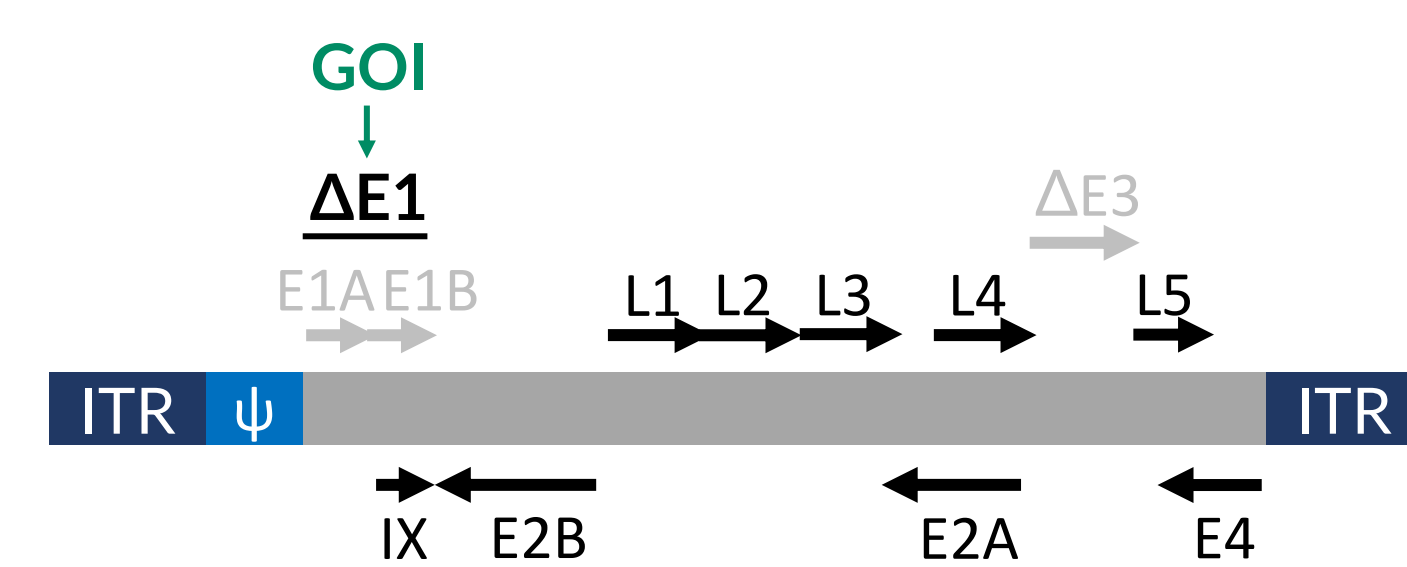 GOI
ΔE1
ΔE3
E1A E1B
L1 L2 L3 L4 L5
ITR ψ ITR
IX E2B E2A E4